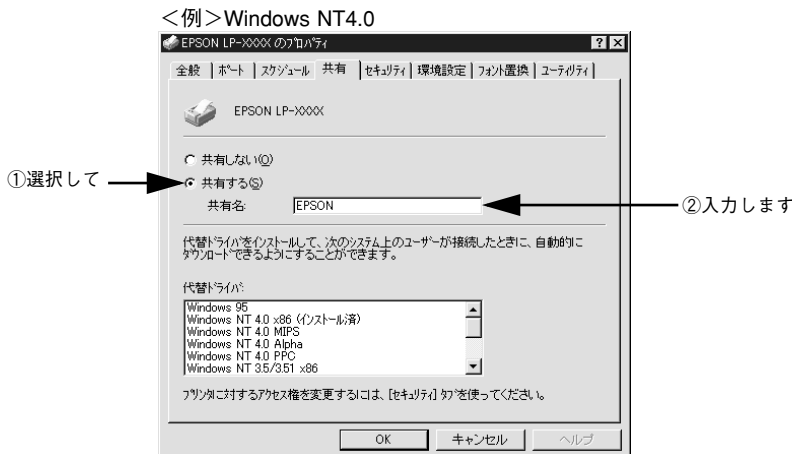 ＜例＞Windows NT4.0
EPSON LP-XXXX のプロパティ
全般 ポート スケジュール 共有 セキュリティ 環境設定 フォント置換 ユーティリティ
EPSON LP-XXXX
共有しない(O)
①選択して
共有する(S)
共有名: EPSON
②入力します
代替ドライバをインストールして、次のシステム上のユーザーが接続したときに、自動的に
ダウンロードできるようにすることができます。
代替ドライバ:
Windows 95
Windows NT 4.0 x86 (インストール済)
Windows NT 4.0 MIPS
Windows NT 4.0 Alpha
Windows NT 4.0 PPC
Windows NT 3.5/3.51 x86
プリンタに対するアクセス権を変更するには、[セキュリティ] タブを使ってください。
OK キャンセル ヘルプ